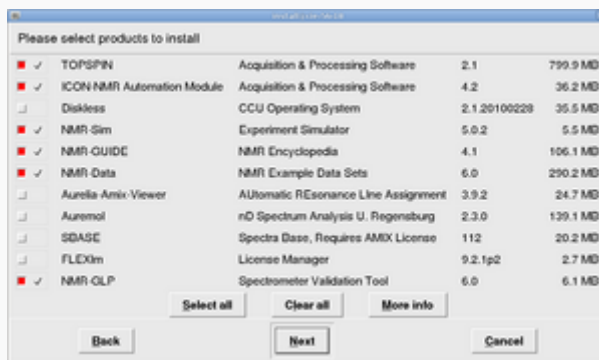 Please select products to install
TOPSPIN Acquisition & Processing Software 2.1 799.9 MB
ICON-NMR Automation Module Acquisition & Processing Software 4.2 36.2 MB
Diskless CCU Operating System 2.1.20100228 35.5 MB
NMR-Sim Experiment Simulator 5.0.2 5.5 MB
NMR-GUIDE NMR Encyclopedia 4.1 106.1 MB
NMR-Data NMR Example Data Sets 6.0 290.2 MB
Aurelia-Amix-Viewer AUtomatic REsonance LIne Assignment 3.9.2 24.7 MB
Auremol nD Spectrum Analysis U. Regensburg 2.3.0 139.1 MB
SBASE Spectra Base, Requires AMIX License 112 20.2 MB
FLEXlm License Manager 9.2.1p2 2.7 MB
NMR-GLP Spectrometer Validation Tool 6.0 6.1 MB
Select all Clear all More info
Back Next Cancel